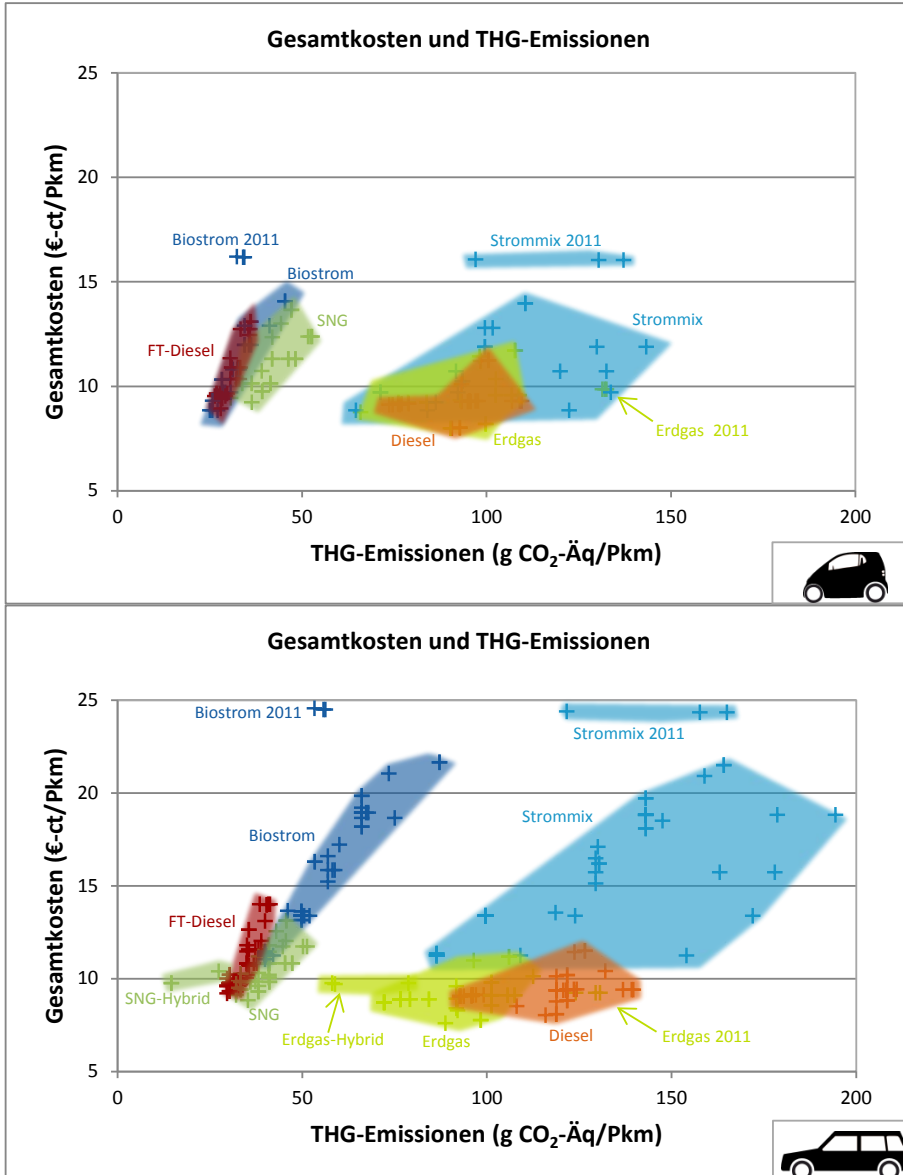 Gesamtkosten und THG-Emissionen
Gesamtkosten (€-ct/Pkm)
25
20
15
10
5
Biostrom 2011
Strommix 2011
Biostrom
SNG
Strommix
FT-Diesel
Diesel
Erdgas
Erdgas 2011
0
50
100
150
200
THG-Emissionen (g CO₂-Äq/Pkm)
Gesamtkosten und THG-Emissionen
Gesamtkosten (€-ct/Pkm)
25
20
15
10
5
Biostrom 2011
Strommix 2011
Strommix
Biostrom
FT-Diesel
SNG-Hybrid
SNG
Erdgas-Hybrid
Erdgas
Diesel
Erdgas 2011
0
50
100
150
200
THG-Emissionen (g CO₂-Äq/Pkm)